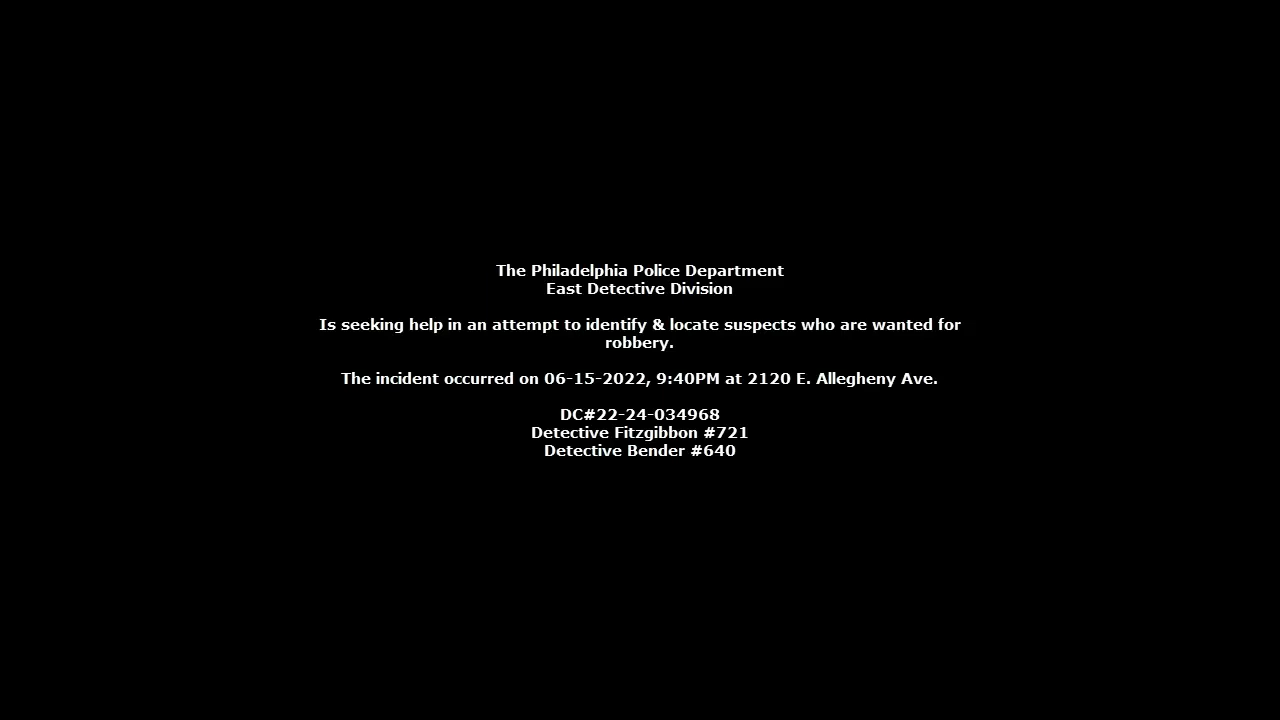 The Philadelphia Police Department
East Detective Division
Is seeking help in an attempt to identify & locate suspects who are wanted for
robbery.
The incident occurred on 06-15-2022, 9:40PM at 2120 E. Allegheny Ave.
DC#22-24-034968
Detective Fitzgibbon #721
Detective Bender #640